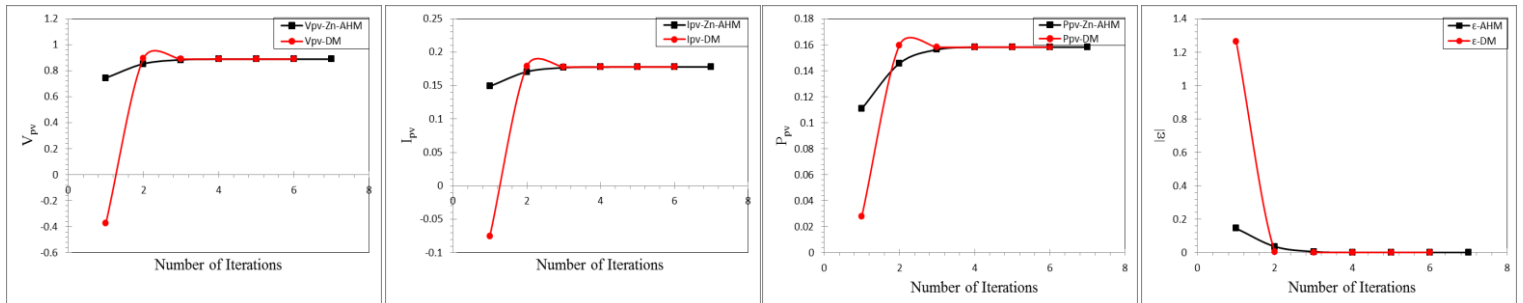 1.2
1
0.8
0.6
0.4
0.2
0
-0.2
-0.4
-0.6
0 2 4 6 8
V_pv
Number of Iterations
Vpv-Zn-AHM
Vpv-DM
0.25
0.2
0.15
0.1
0.05
0
-0.05
-0.1
0 2 4 6 8
I_pv
Number of Iterations
Ipv-Zn-AHM
Ipv-DM
0.18
0.16
0.14
0.12
0.1
0.08
0.06
0.04
0.02
0
0 2 4 6 8
P_pv
Number of Iterations
Ppv-Zn-AHM
Ppv-DM
1.4
1.2
1
0.8
0.6
0.4
0.2
0
0 2 4 6 8
|ε|
Number of Iterations
ε-AHM
ε-DM